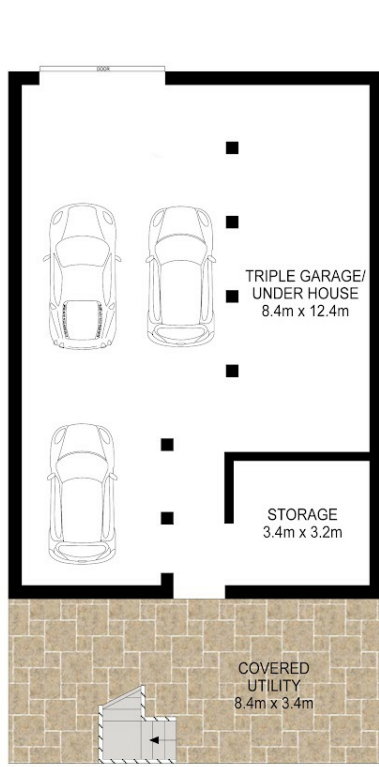 DOOR
TRIPLE GARAGE/
UNDER HOUSE
8.4m x 12.4m
STORAGE
3.4m x 3.2m
COVERED
UTILITY
8.4m x 3.4m